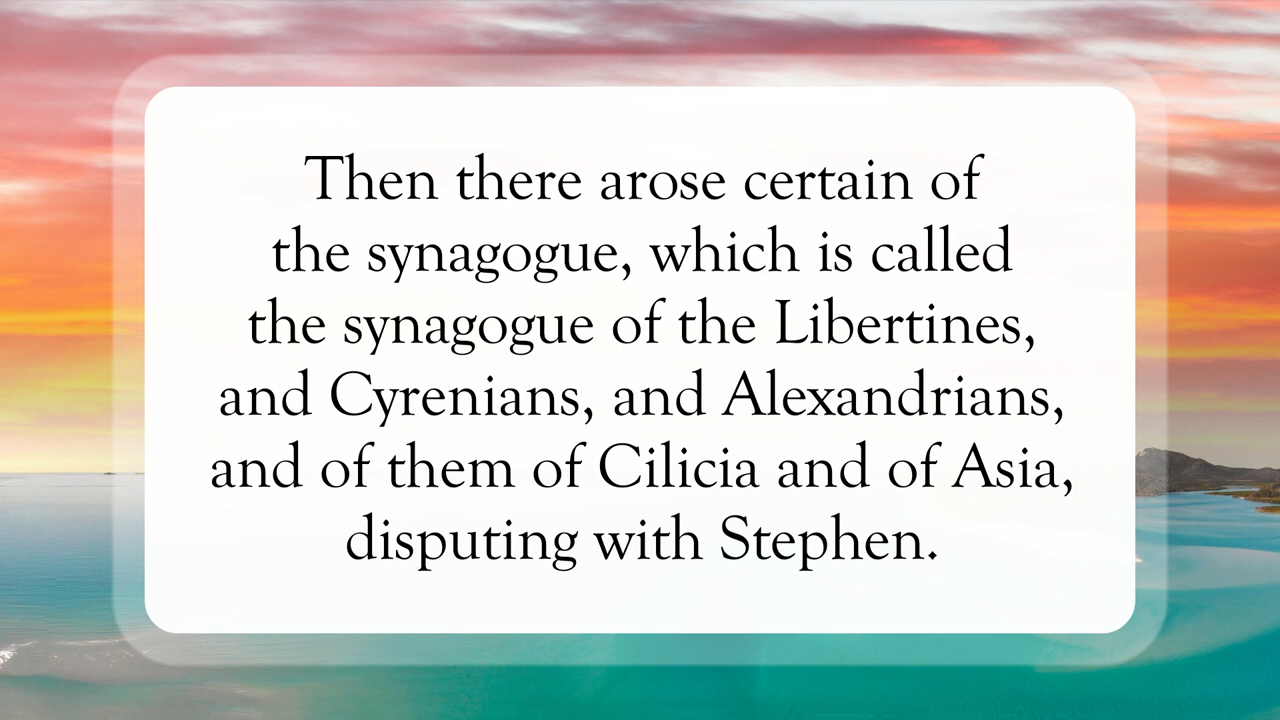 Then there arose certain of
the synagogue, which is called
the synagogue of the Libertines,
and Cyrenians, and Alexandrians,
and of them of Cilicia and of Asia,
disputing with Stephen.